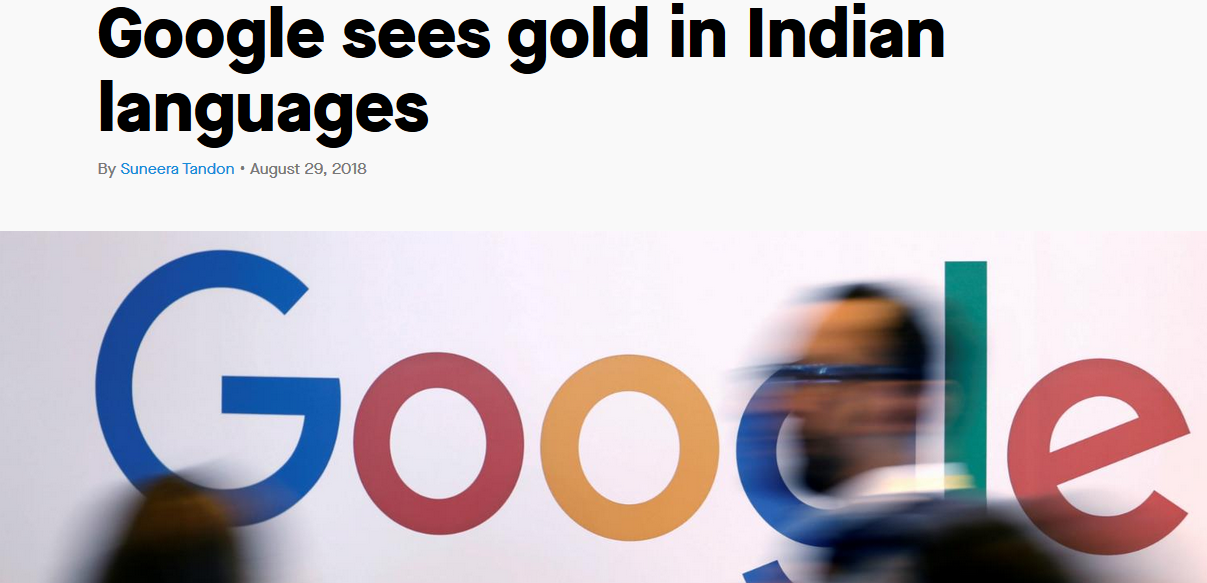 Google sees gold in Indian
languages
By Suneera Tandon • August 29, 2018
Google